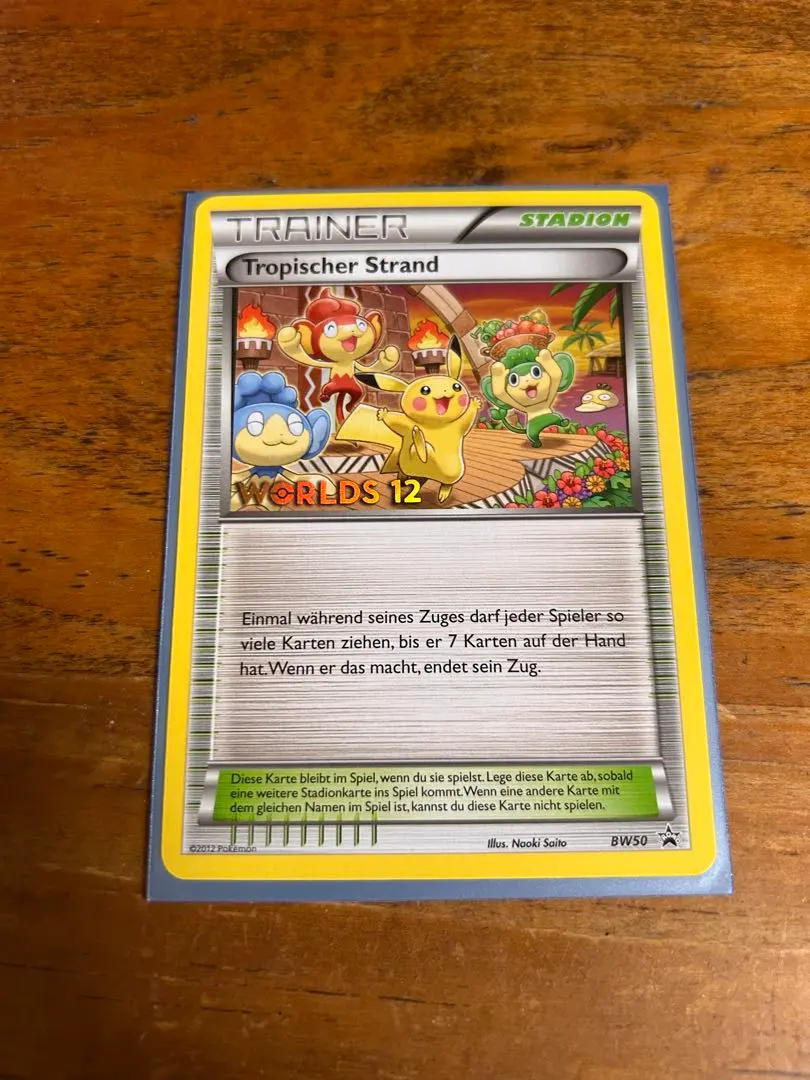 TRAINER
STADION
Tropischer Strand
WORLDS 12
Einmal während seines Zuges darf jeder Spieler so
viele Karten ziehen, bis er 7 Karten auf der Hand
hat. Wenn er das macht, endet sein Zug.
Diese Karte bleibt im Spiel, wenn du sie spielst. Lege diese Karte ab, sobald
eine weitere Stadionkarte ins Spiel kommt. Wenn eine andere Karte mit
dem gleichen Namen im Spiel ist, kannst du diese Karte nicht spielen.
©2012 Pokémon
Illus. Naoki Saito
BW50